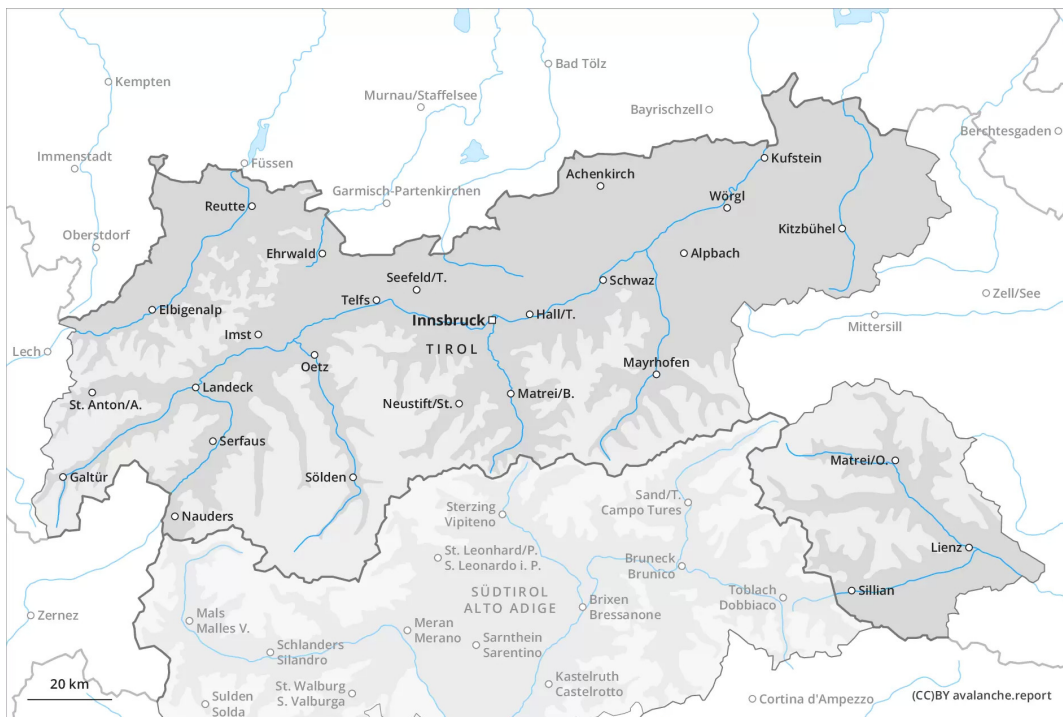 Kempten
Bad Tölz
Murnau/Staffelsee
Bayrischzell
Berchtesgaden
Immenstadt
Füssen
Kufstein
Garmisch-Partenkirchen
Achenkirch
Reutte
Wörgl
Oberstdorf
Kitzbühel
Ehrwald
Alpbach
Seefeld/T.
Schwaz
Zell/See
Telfs
Elbigenalp
Innsbruck
Hall/T.
Mittersill
Imst
TIROL
Lech
Oetz
Mayrhofen
Landeck
St. Anton/A.
Neustift/St.
Matrei/B.
Serfaus
Matrei/O.
Galtür
Sölden
Sand/T.
Campo Tures
Sterzing
Vipiteno
Nauders
Lienz
St. Leonhard/P.
S. Leonardo i. P.
Bruneck
Brunico
SÜDTIROL
ALTO ADIGE
Toblach
Dobbiaco
Sillian
Brixen
Bressanone
Zernez
Mals
Malles V.
Meran
Merano
Sarnthein
Sarentino
Schlanders
Silandro
Kastelruth
Castelrotto
20 km
St. Walburg
S. Valburga
Sulden
Solda
Cortina d'Ampezzo
(CC)BY avalanche.report